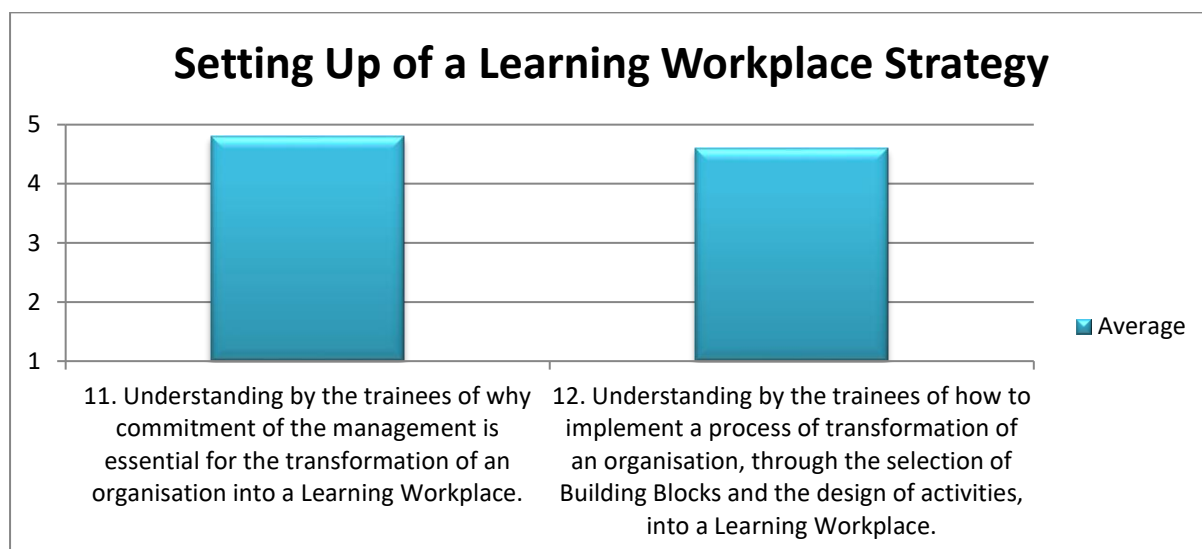 Setting Up of a Learning Workplace Strategy
5
4
3
2
1
Average
11. Understanding by the trainees of why
commitment of the management is
essential for the transformation of an
organisation into a Learning Workplace.
12. Understanding by the trainees of how to
implement a process of transformation of
an organisation, through the selection of
Building Blocks and the design of activities,
into a Learning Workplace.